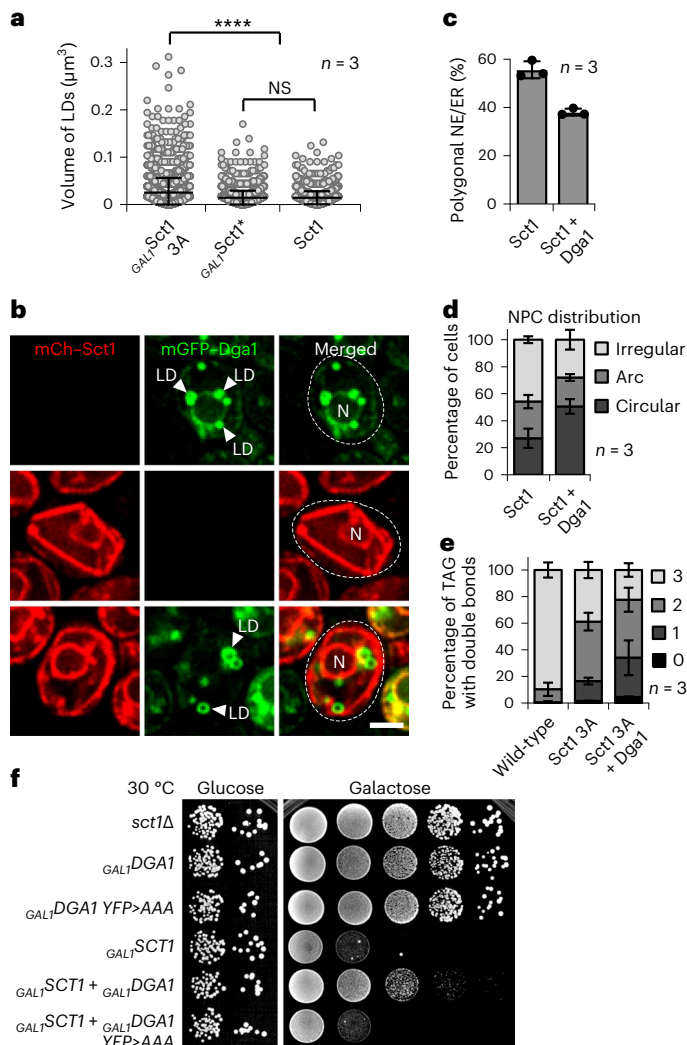 a
Volume of LDs (µm³)
0.3
0.2
0.1
0
****
NS
n = 3
GAL1Sct1 3A
GAL1Sct1*
Sct1
c
Polygonal NE/ER (%)
60
40
20
0
n = 3
Sct1
Sct1 + Dga1
b
mCh–Sct1
mGFP–Dga1
Merged
LD
LD
LD
N
N
LD
LD
N
d
NPC distribution
Percentage of cells
100
80
60
40
20
0
Irregular
Arc
Circular
n = 3
Sct1
Sct1 + Dga1
e
Percentage of TAG with double bonds
100
80
60
40
20
0
3
2
1
0
n = 3
Wild-type
Sct1 3A
Sct1 3A + Dga1
f
30 °C Glucose Galactose
sct1Δ
GAL1DGA1
GAL1DGA1 YFP>AAA
GAL1SCT1
GAL1SCT1 + GAL1DGA1
GAL1SCT1 + GAL1DGA1
YFP>AAA